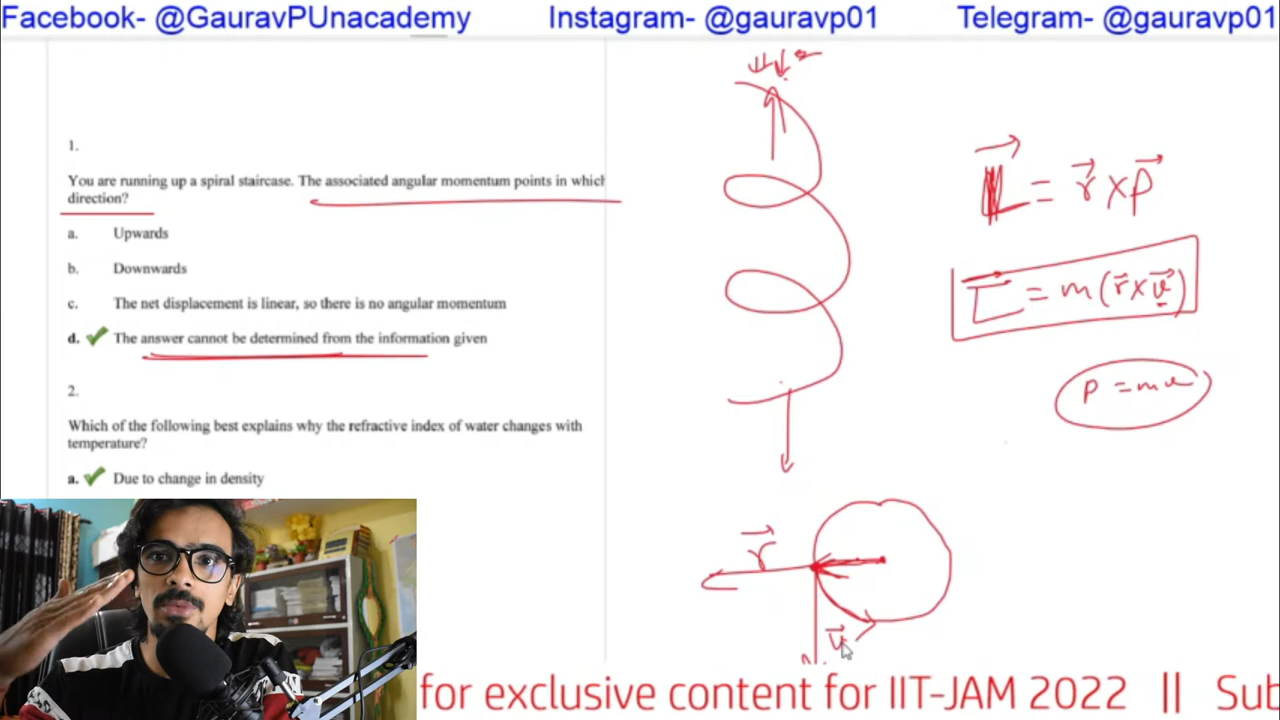 Facebook- @GauravPUnacademy Instagram- @gauravp01 Telegram- @gauravp01
1.
You are running up a spiral staircase. The associated angular momentum points in which
direction?
a. Upwards
b. Downwards
c. The net displacement is linear, so there is no angular momentum
d. The answer cannot be determined from the information given
2.
Which of the following best explains why the refractive index of water changes with
temperature?
a. Due to change in density
L = r × p
L = m(r × v)
p = mv
r
v
for exclusive content for IIT-JAM 2022 || Sub